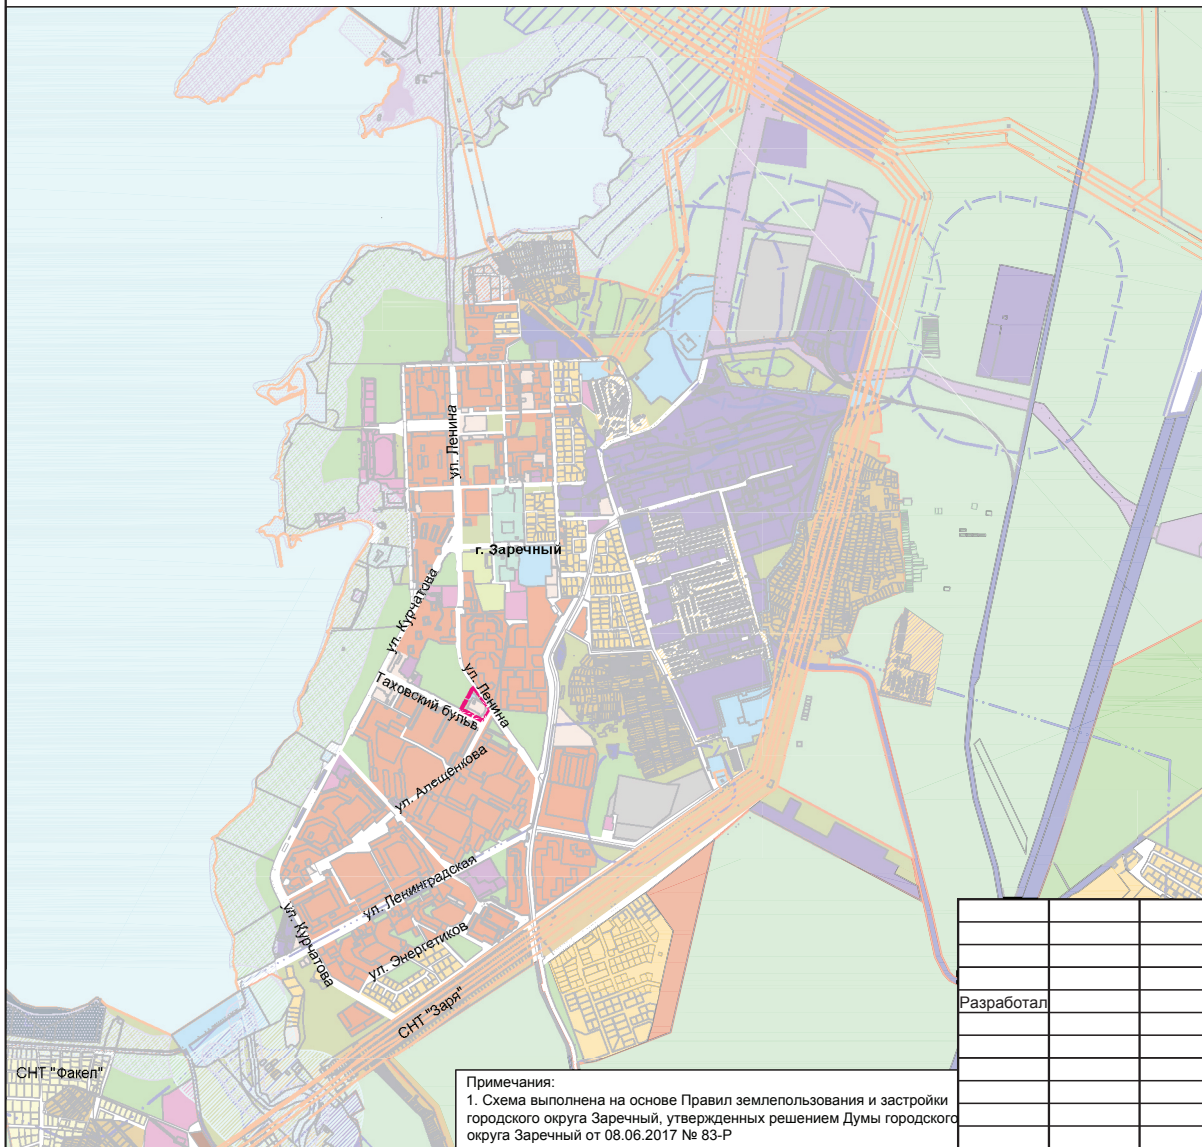 ул. Ленина
г. Заречный
ул. Курчатова
ул. Ленина
Таховский бульв.
ул. Алещенкова
ул. Ленинградская
ул. Курчатова
ул. Энергетиков
СНТ "Заря"
Разработал
СНТ "Факел"
Примечания:
1. Схема выполнена на основе Правил землепользования и застройки
городского округа Заречный, утвержденных решением Думы городского
округа Заречный от 08.06.2017 № 83-Р